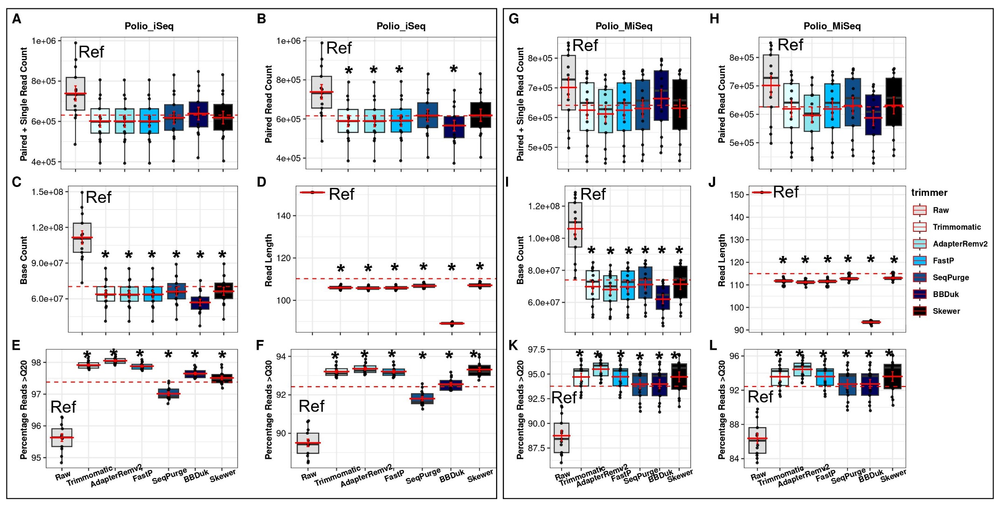 A
Polio_iSeq
Paired + Single Read Count
1e+06
8e+05
6e+05
4e+05
Ref
B
Polio_iSeq
Paired Read Count
1e+06
8e+05
6e+05
4e+05
Ref
* * * *
G
Polio_MiSeq
Paired + Single Read Count
8e+05
7e+05
6e+05
5e+05
Ref
H
Polio_MiSeq
Paired Read Count
8e+05
7e+05
6e+05
5e+05
Ref
C
Base Count
1.5e+08
1.2e+08
9.0e+07
6.0e+07
Ref
* * * * * *
D
Read Length
140
120
100
Ref
* * * * * *
I
Base Count
1.2e+08
1.0e+08
8.0e+07
6.0e+07
Ref
* * * * * *
J
Read Length
150
140
130
120
110
100
90
Ref
* * * * * *
trimmer
Raw
Trimmomatic
AdapterRemv2
FastP
SeqPurge
BBDuk
Skewer
E
Percentage Reads >Q20
98
97
96
95
Ref
* * * * * *
Raw
Trimmomatic
AdapterRemv2
FastP
SeqPurge
BBDuk
Skewer
F
Percentage Reads >Q30
94
92
90
Ref
* * * * * *
Raw
Trimmomatic
AdapterRemv2
FastP
SeqPurge
BBDuk
Skewer
K
Percentage Reads >Q20
97.5
95.0
92.5
90.0
87.5
Ref
* * * * * *
Raw
Trimmomatic
AdapterRemv2
FastP
SeqPurge
BBDuk
Skewer
L
Percentage Reads >Q30
96
92
88
84
Ref
* * * * * *
Raw
Trimmomatic
AdapterRemv2
FastP
SeqPurge
BBDuk
Skewer